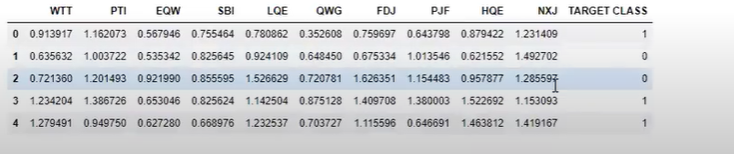 WTT PTI EQW SBI LQE QWG FDJ PJF HQE NXJ TARGET CLASS
0 0.913917 1.162073 0.567946 0.755464 0.780862 0.352608 0.759697 0.643798 0.879422 1.231409 1
1 0.635632 1.003722 0.535342 0.825645 0.924109 0.648450 0.675334 1.013546 0.621552 1.492702 0
2 0.721360 1.201493 0.921990 0.855595 1.526629 0.720781 1.626351 1.154483 0.957877 1.285597 0
3 1.234204 1.386726 0.653046 0.825624 1.142504 0.875128 1.409708 1.380003 1.522692 1.153093 1
4 1.279491 0.949750 0.627280 0.668976 1.232537 0.703727 1.115596 0.646691 1.463812 1.419167 1